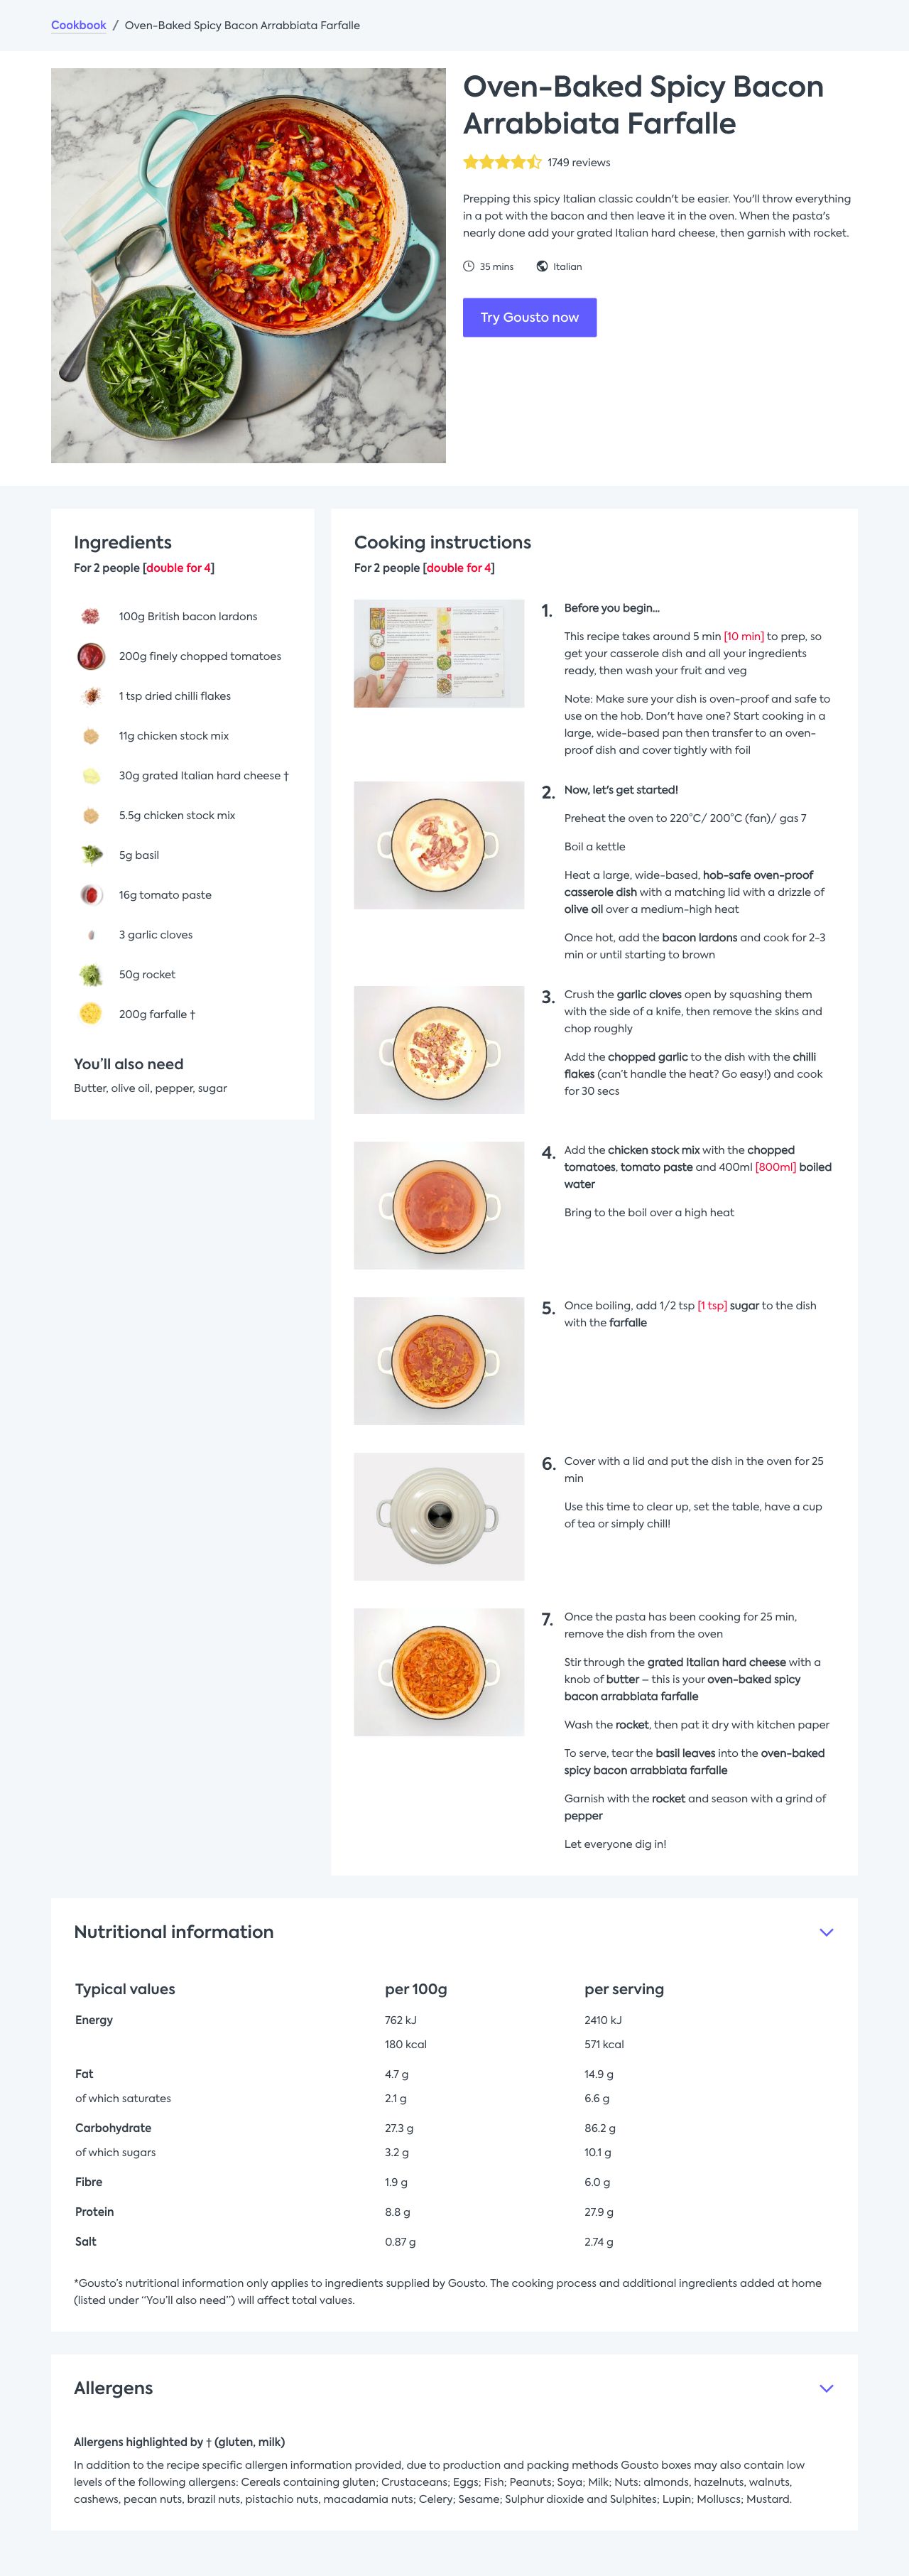 Cookbook / Oven-Baked Spicy Bacon Arrabbiata Farfalle
Oven-Baked Spicy Bacon
Arrabbiata Farfalle
1749 reviews
Prepping this spicy Italian classic couldn't be easier. You'll throw everything
in a pot with the bacon and then leave it in the oven. When the pasta's
nearly done add your grated Italian hard cheese, then garnish with rocket.
35 mins Italian
Try Gousto now
Ingredients
For 2 people [double for 4]
100g British bacon lardons
200g finely chopped tomatoes
1 tsp dried chilli flakes
11g chicken stock mix
30g grated Italian hard cheese †
5.5g chicken stock mix
5g basil
16g tomato paste
3 garlic cloves
50g rocket
200g farfalle †
You'll also need
Butter, olive oil, pepper, sugar
Cooking instructions
For 2 people [double for 4]
1. Before you begin...
This recipe takes around 5 min [10 min] to prep, so
get your casserole dish and all your ingredients
ready, then wash your fruit and veg
Note: Make sure your dish is oven-proof and safe to
use on the hob. Don't have one? Start cooking in a
large, wide-based pan then transfer to an oven-
proof dish and cover tightly with foil
2. Now, let's get started!
Preheat the oven to 220°C/ 200°C (fan)/ gas 7
Boil a kettle
Heat a large, wide-based, hob-safe oven-proof
casserole dish with a matching lid with a drizzle of
olive oil over a medium-high heat
Once hot, add the bacon lardons and cook for 2-3
min or until starting to brown
3. Crush the garlic cloves open by squashing them
with the side of a knife, then remove the skins and
chop roughly
Add the chopped garlic to the dish with the chilli
flakes (can't handle the heat? Go easy!) and cook
for 30 secs
4. Add the chicken stock mix with the chopped
tomatoes, tomato paste and 400ml [800ml] boiled
water
Bring to the boil over a high heat
5. Once boiling, add 1/2 tsp [1 tsp] sugar to the dish
with the farfalle
6. Cover with a lid and put the dish in the oven for 25
min
Use this time to clear up, set the table, have a cup
of tea or simply chill!
7. Once the pasta has been cooking for 25 min,
remove the dish from the oven
Stir through the grated Italian hard cheese with a
knob of butter – this is your oven-baked spicy
bacon arrabbiata farfalle
Wash the rocket, then pat it dry with kitchen paper
To serve, tear the basil leaves into the oven-baked
spicy bacon arrabbiata farfalle
Garnish with the rocket and season with a grind of
pepper
Let everyone dig in!
Nutritional information
Typical values per 100g per serving
Energy 762 kJ 2410 kJ
180 kcal 571 kcal
Fat 4.7 g 14.9 g
of which saturates 2.1 g 6.6 g
Carbohydrate 27.3 g 86.2 g
of which sugars 3.2 g 10.1 g
Fibre 1.9 g 6.0 g
Protein 8.8 g 27.9 g
Salt 0.87 g 2.74 g
*Gousto's nutritional information only applies to ingredients supplied by Gousto. The cooking process and additional ingredients added at home
(listed under “You'll also need”) will affect total values.
Allergens
Allergens highlighted by † (gluten, milk)
In addition to the recipe specific allergen information provided, due to production and packing methods Gousto boxes may also contain low
levels of the following allergens: Cereals containing gluten; Crustaceans; Eggs; Fish; Peanuts; Soya; Milk; Nuts: almonds, hazelnuts, walnuts,
cashews, pecan nuts, brazil nuts, pistachio nuts, macadamia nuts; Celery; Sesame; Sulphur dioxide and Sulphites; Lupin; Molluscs; Mustard.